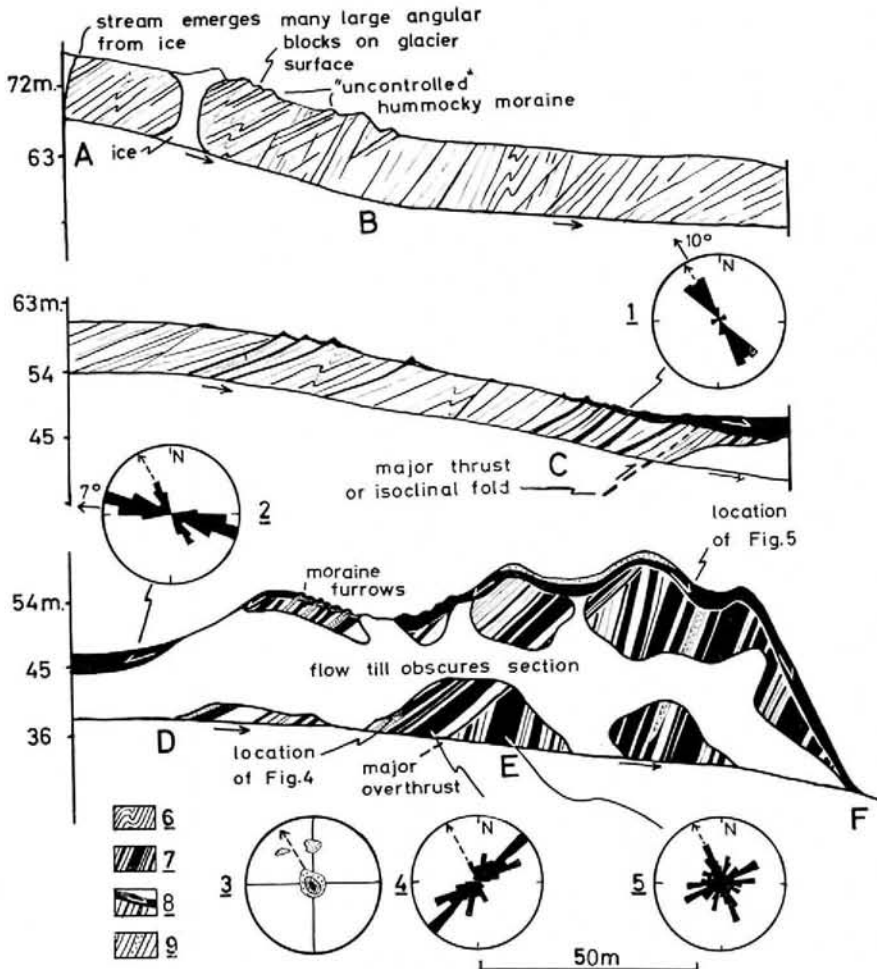 stream emerges
from ice
many large angular
blocks on glacier
surface
"uncontrolled"
hummocky moraine
72m.
63
A
ice
B
10°
N
1
63m.
54
45
C
major thrust
or isoclinal fold
7°
N
2
location
of Fig.5
moraine
furrows
54m.
45
36
flow till obscures section
D
location
of Fig.4
major
overthrust
E
F
6
7
8
9
3
N
4
N
5
50m